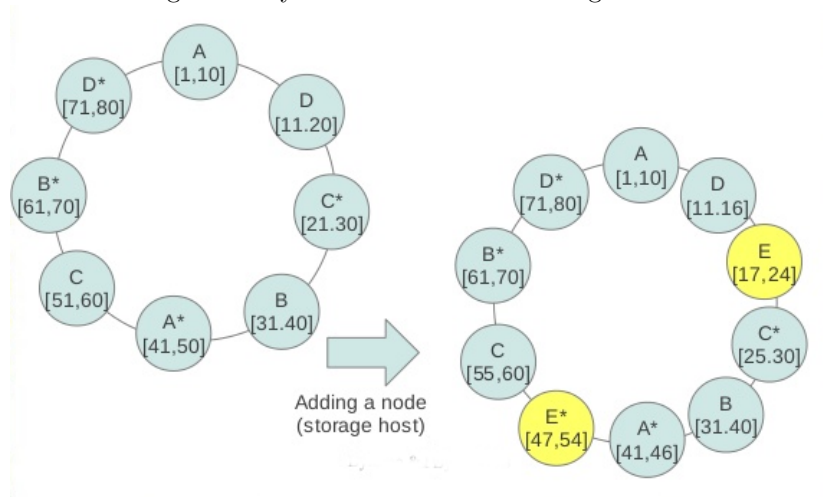 A
[1,10]
D
[11.20]
C*
[21.30]
B
[31.40]
A*
[41,50]
C
[51,60]
B*
[61,70]
D*
[71,80]
Adding a node
(storage host)
A
[1,10]
D
[11.16]
E
[17,24]
C*
[25.30]
B
[31.40]
A*
[41,46]
E*
[47,54]
C
[55,60]
B*
[61,70]
D*
[71,80]